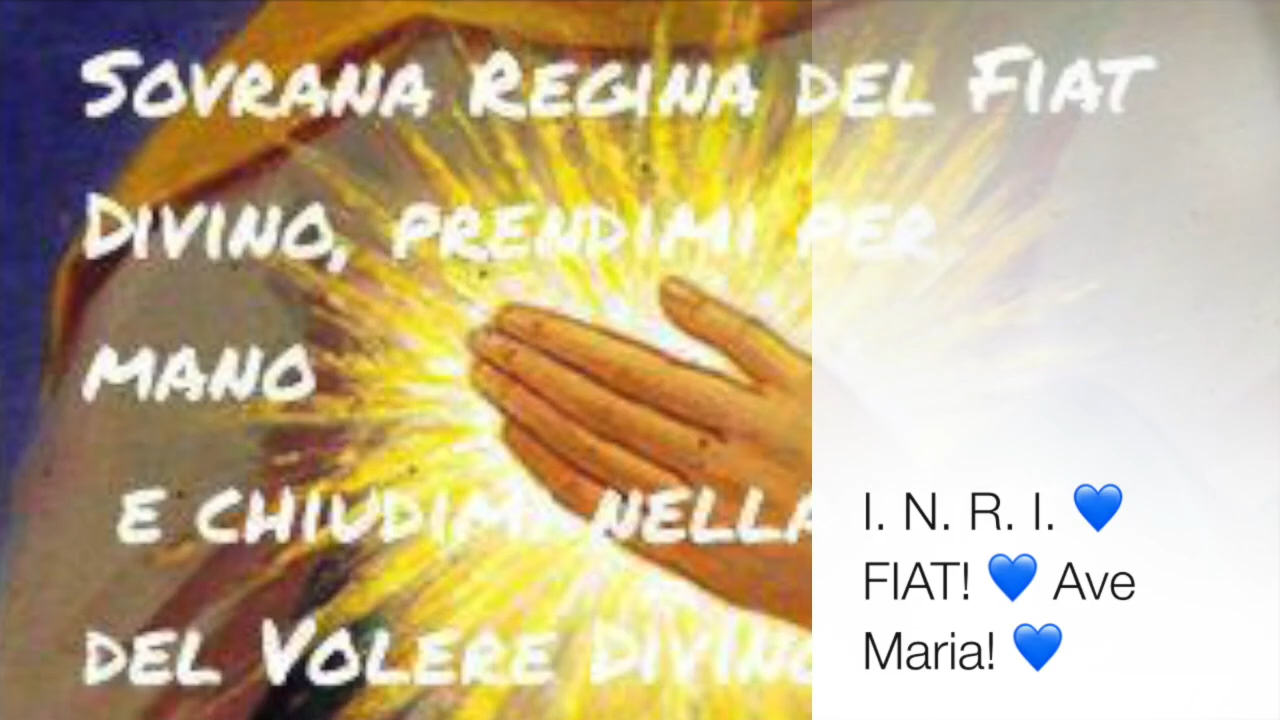 Sovrana Regina del Fiat
Divino, prendimi per
mano
e chiudimi nella
del Volere Divino
I. N. R. I. 💙
FIAT! 💙 Ave
Maria! 💙